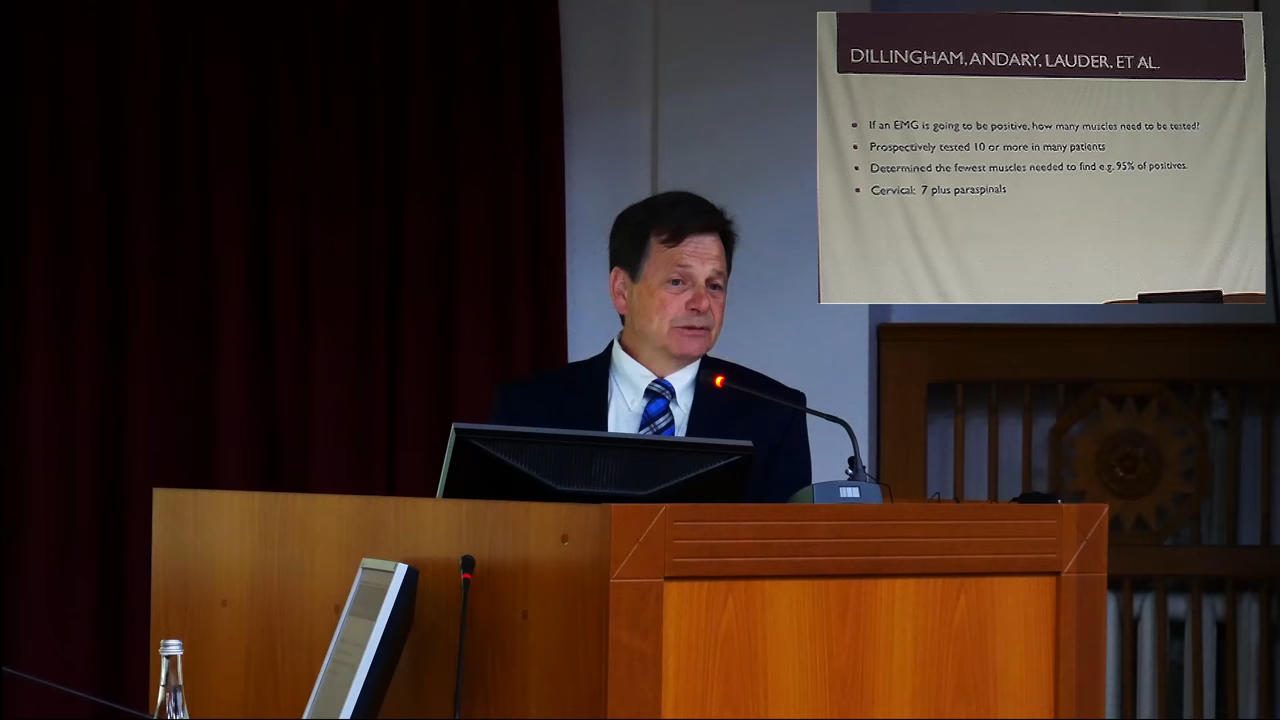 DILLINGHAM, ANDARY, LAUDER, ET AL.
If an EMG is going to be positive, how many muscles need to be tested?
Prospectively tested 10 or more in many patients
Determined the fewest muscles needed to find e.g. 95% of positives.
Cervical: 7 plus paraspinals